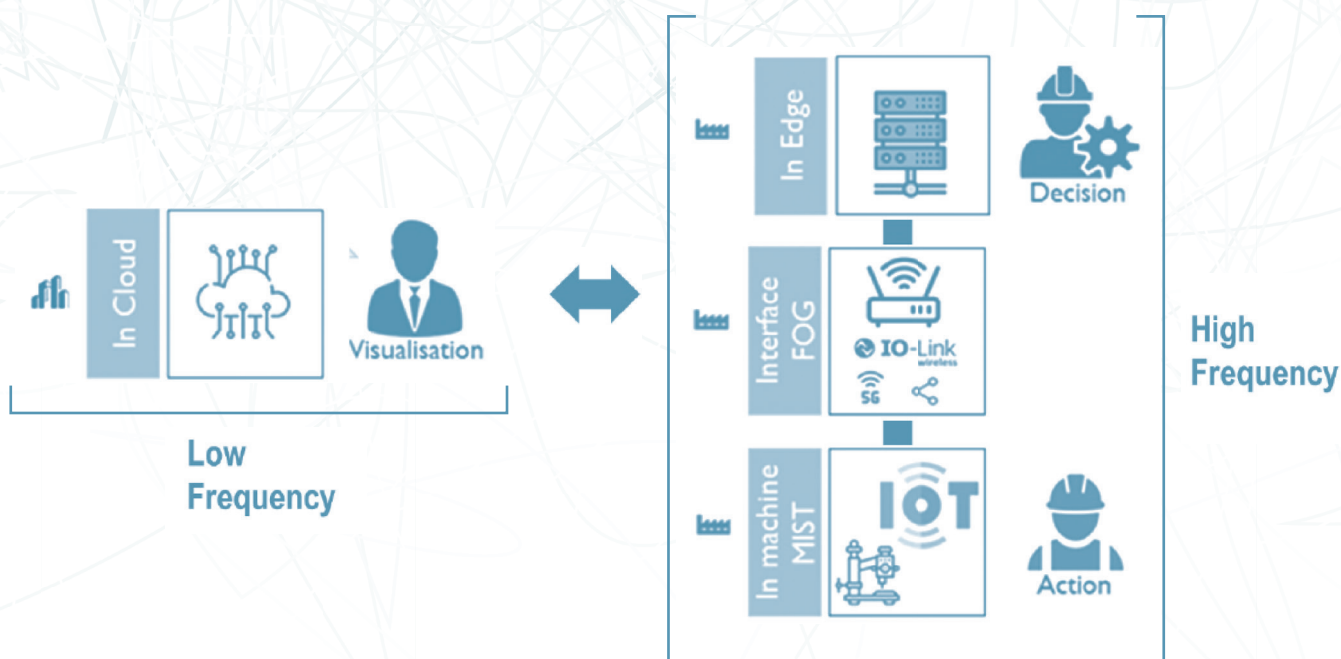 In Cloud
Visualisation
Low
Frequency
In Edge
Decision
Interface
FOG
IO-Link
wireless
5G
In machine
MIST
IOT
Action
High
Frequency